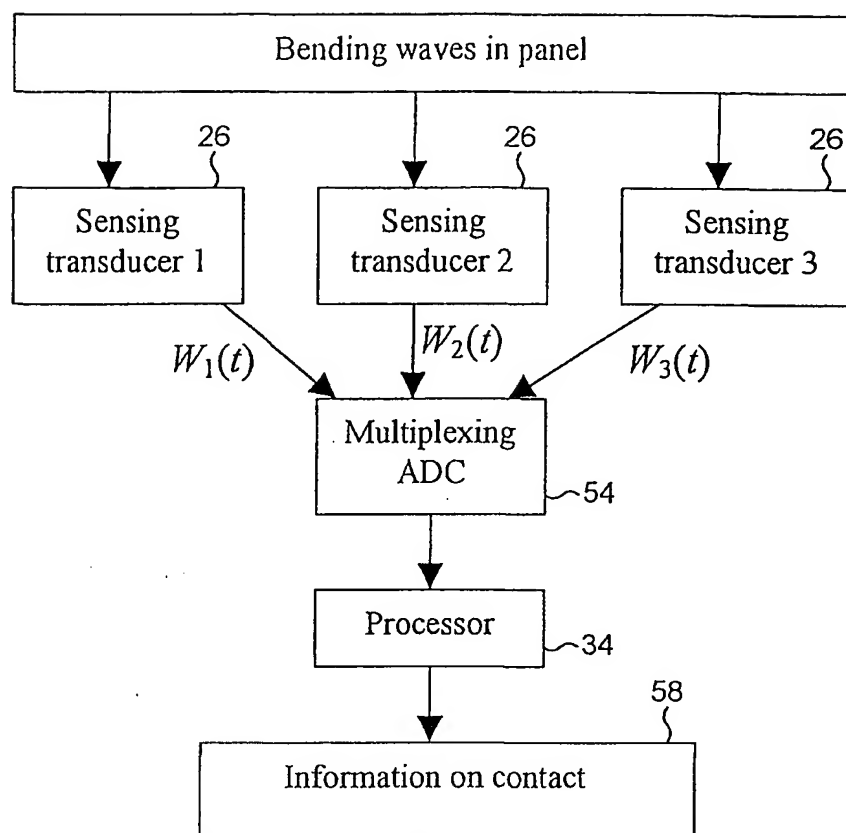 Bending waves in panel
26
26
26
Sensing
transducer 1
Sensing
transducer 2
Sensing
transducer 3
W₁(t)
W₂(t)
W₃(t)
Multiplexing
ADC
54
Processor
34
58
Information on contact